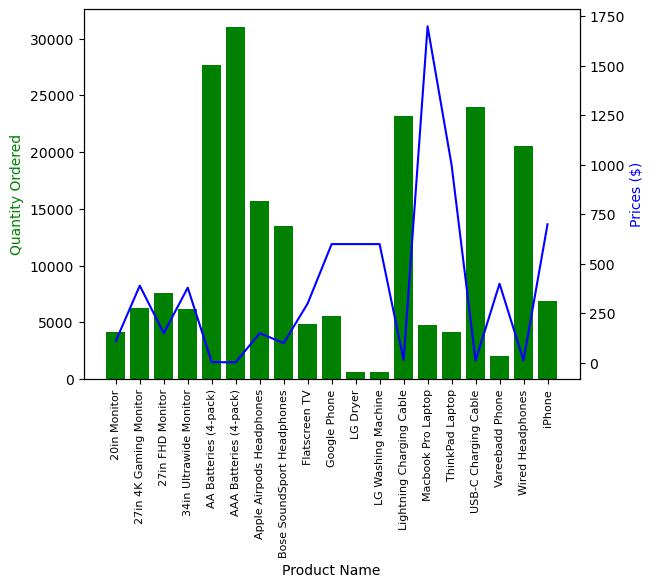 Quantity Ordered
30000
25000
20000
15000
10000
5000
0
1750
1500
1250
1000
750
500
250
0
Prices ($)
20in Monitor
27in 4K Gaming Monitor
27in FHD Monitor
34in Ultrawide Monitor
AA Batteries (4-pack)
AAA Batteries (4-pack)
Apple Airpods Headphones
Bose SoundSport Headphones
Flatscreen TV
Google Phone
LG Dryer
LG Washing Machine
Lightning Charging Cable
Macbook Pro Laptop
ThinkPad Laptop
USB-C Charging Cable
Vareebadd Phone
Wired Headphones
iPhone
Product Name